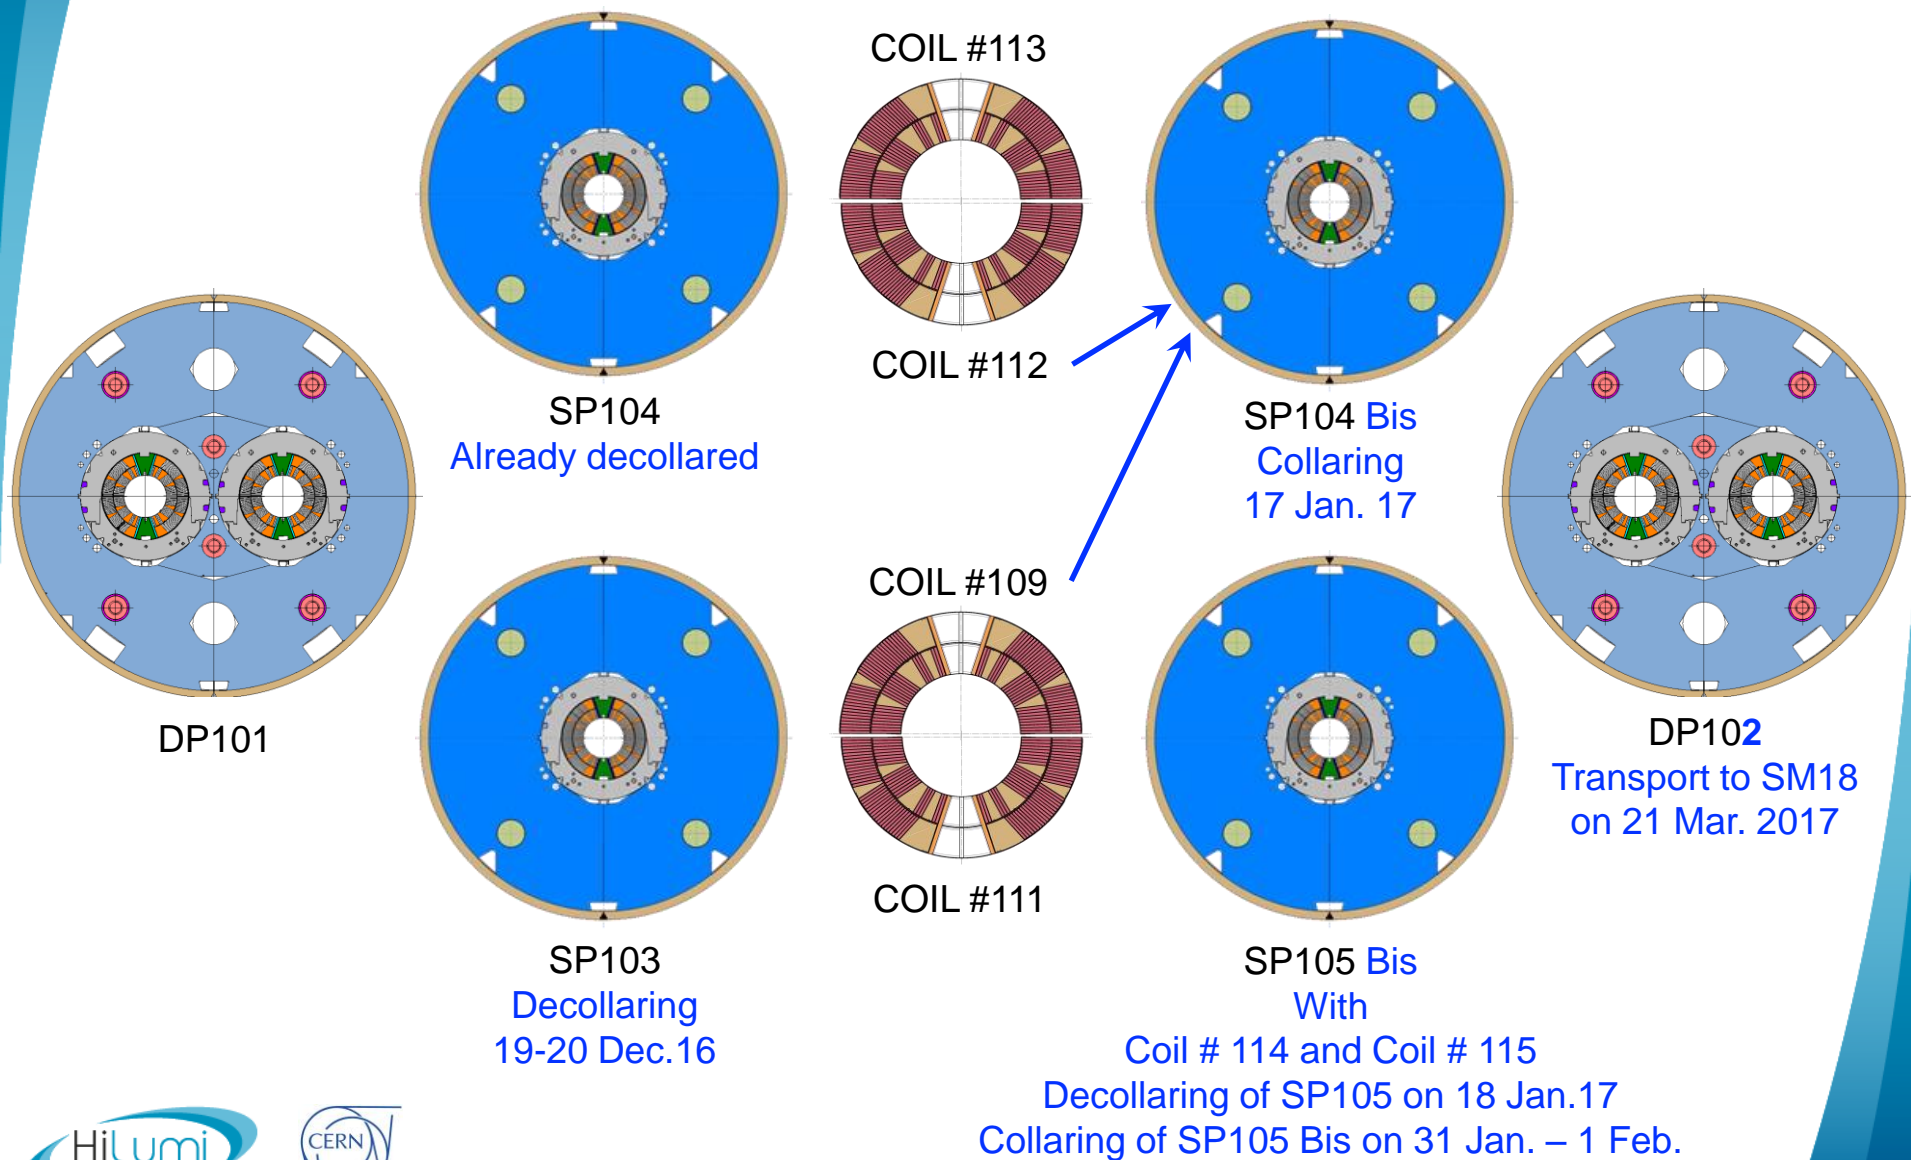 COIL #113
COIL #112
SP104
Already decollared
SP104 Bis
Collaring
17 Jan. 17
COIL #109
COIL #111
DP101
DP102
Transport to SM18
on 21 Mar. 2017
SP103
Decollaring
19-20 Dec.16
SP105 Bis
With
Coil # 114 and Coil # 115
Decollaring of SP105 on 18 Jan.17
Collaring of SP105 Bis on 31 Jan. – 1 Feb.
HiLumi
CERN